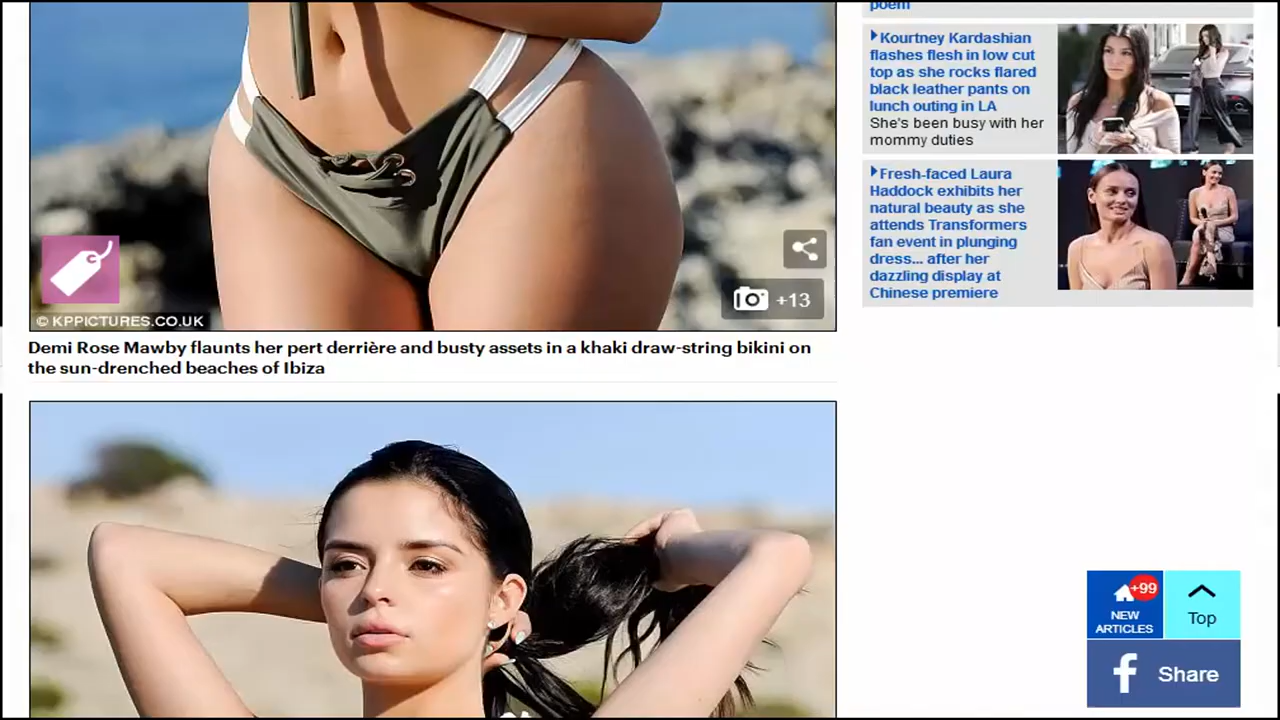 poem
Kourtney Kardashian
flashes flesh in low cut
top as she rocks flared
black leather pants on
lunch outing in LA
She's been busy with her
mommy duties
Fresh-faced Laura
Haddock exhibits her
natural beauty as she
attends Transformers
fan event in plunging
dress... after her
dazzling display at
Chinese premiere
+13
© KPPICTURES.CO.UK
Demi Rose Mawby flaunts her pert derrière and busty assets in a khaki draw-string bikini on
the sun-drenched beaches of Ibiza
+99
NEW
ARTICLES
Top
f Share